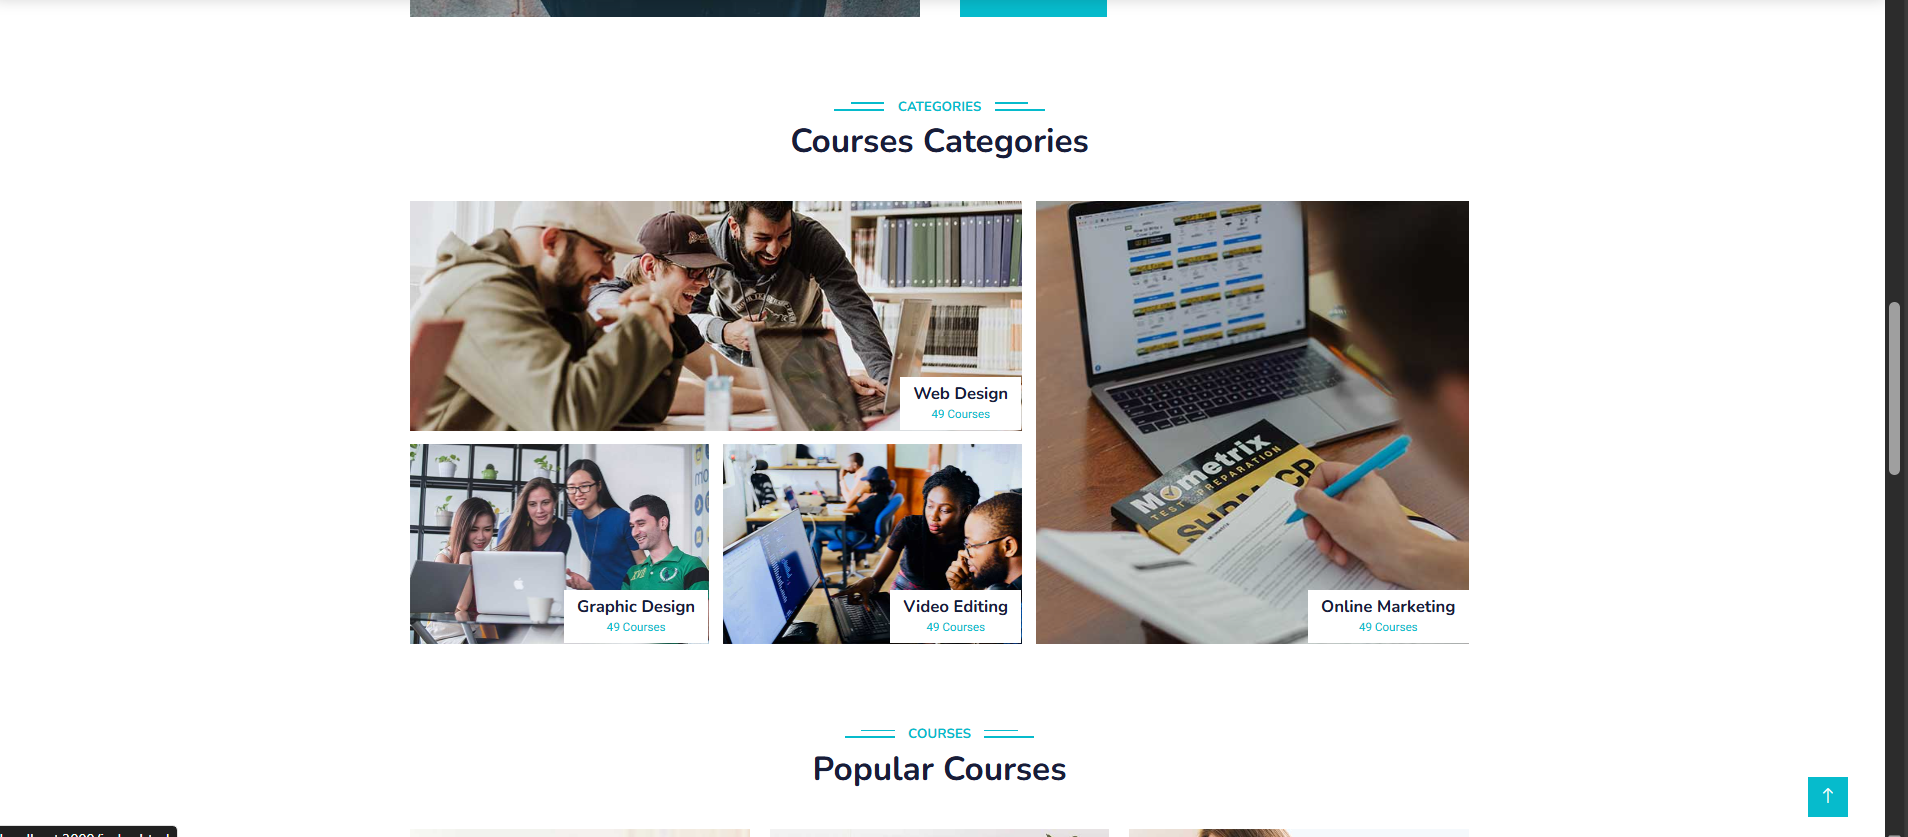 CATEGORIES
Courses Categories
Web Design
49 Courses
Graphic Design
49 Courses
Video Editing
49 Courses
Mometrix
TEST PREPARATION
Online Marketing
49 Courses
COURSES
Popular Courses